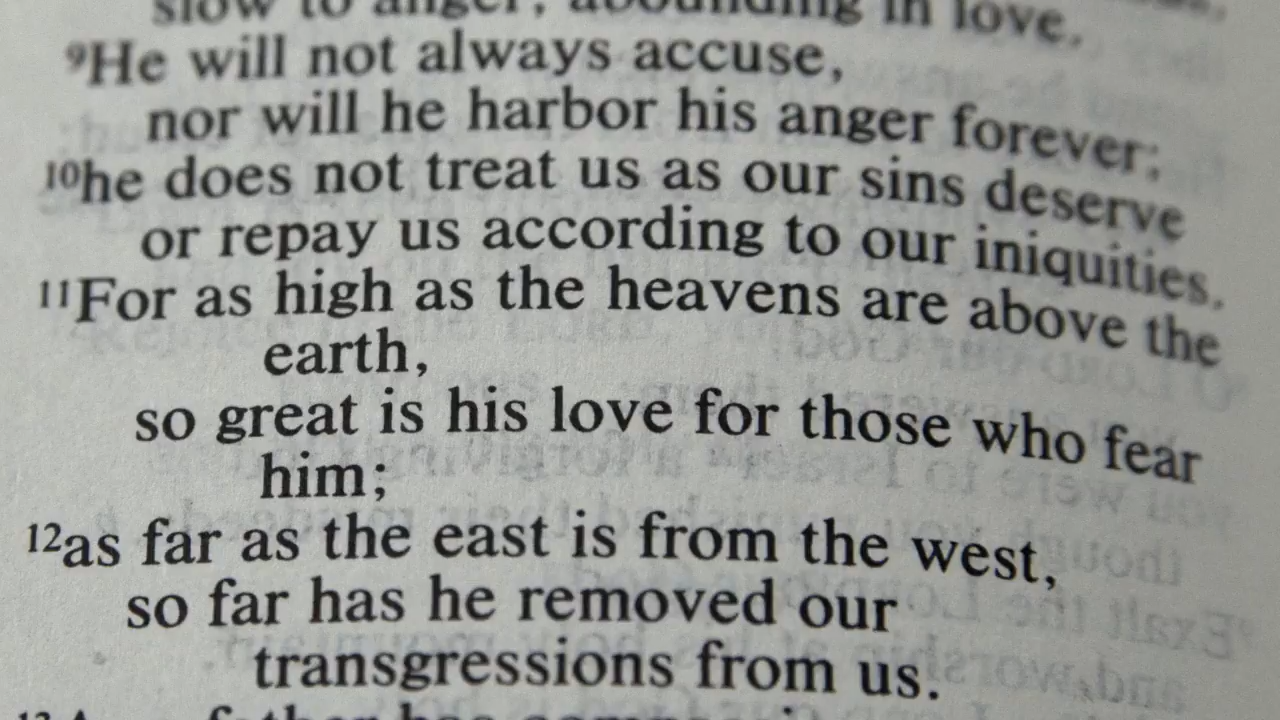 slow to anger, abounding in love.
⁹He will not always accuse,
nor will he harbor his anger forever;
¹⁰he does not treat us as our sins deserve
or repay us according to our iniquities.
¹¹For as high as the heavens are above the
earth,
so great is his love for those who fear
him;
¹²as far as the east is from the west,
so far has he removed our
transgressions from us.
father has